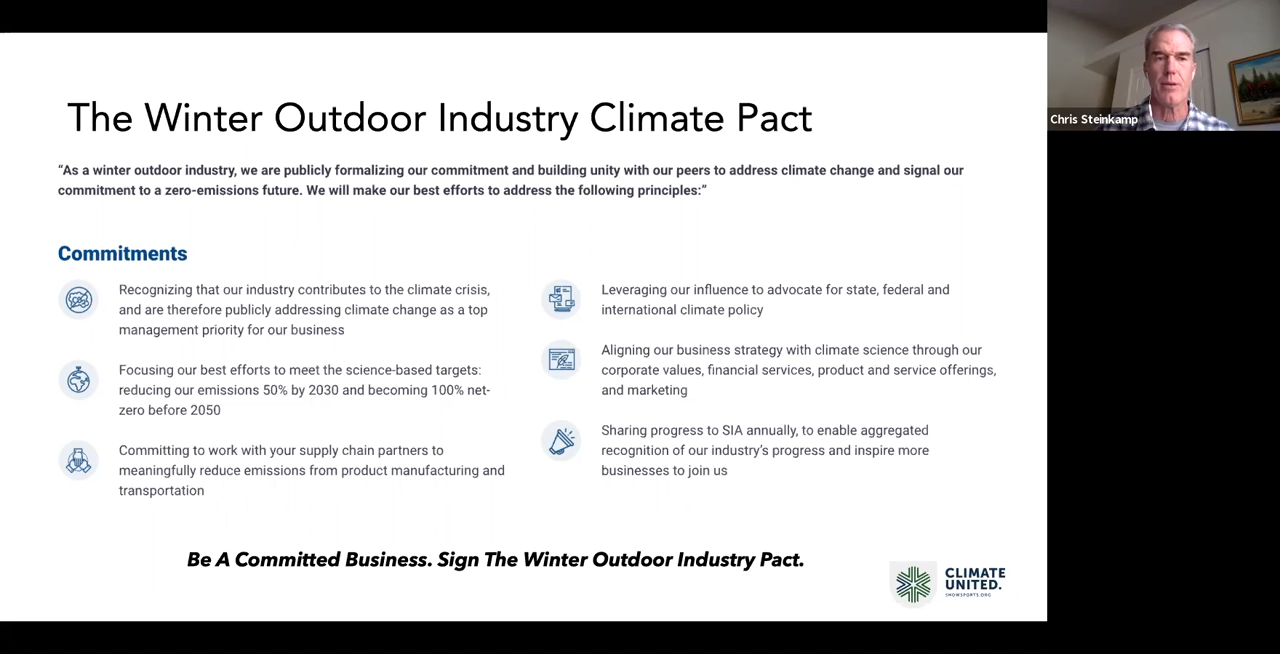 The Winter Outdoor Industry Climate Pact
“As a winter outdoor industry, we are publicly formalizing our commitment and building unity with our peers to address climate change and signal our
commitment to a zero-emissions future. We will make our best efforts to address the following principles:”
Commitments
Recognizing that our industry contributes to the climate crisis,
and are therefore publicly addressing climate change as a top
management priority for our business
Focusing our best efforts to meet the science-based targets:
reducing our emissions 50% by 2030 and becoming 100% net-
zero before 2050
Committing to work with your supply chain partners to
meaningfully reduce emissions from product manufacturing and
transportation
Leveraging our influence to advocate for state, federal and
international climate policy
Aligning our business strategy with climate science through our
corporate values, financial services, product and service offerings,
and marketing
Sharing progress to SIA annually, to enable aggregated
recognition of our industry’s progress and inspire more
businesses to join us
Be A Committed Business. Sign The Winter Outdoor Industry Pact.
CLIMATE
UNITED.
SNOWSPORTS.ORG
Chris Steinkamp